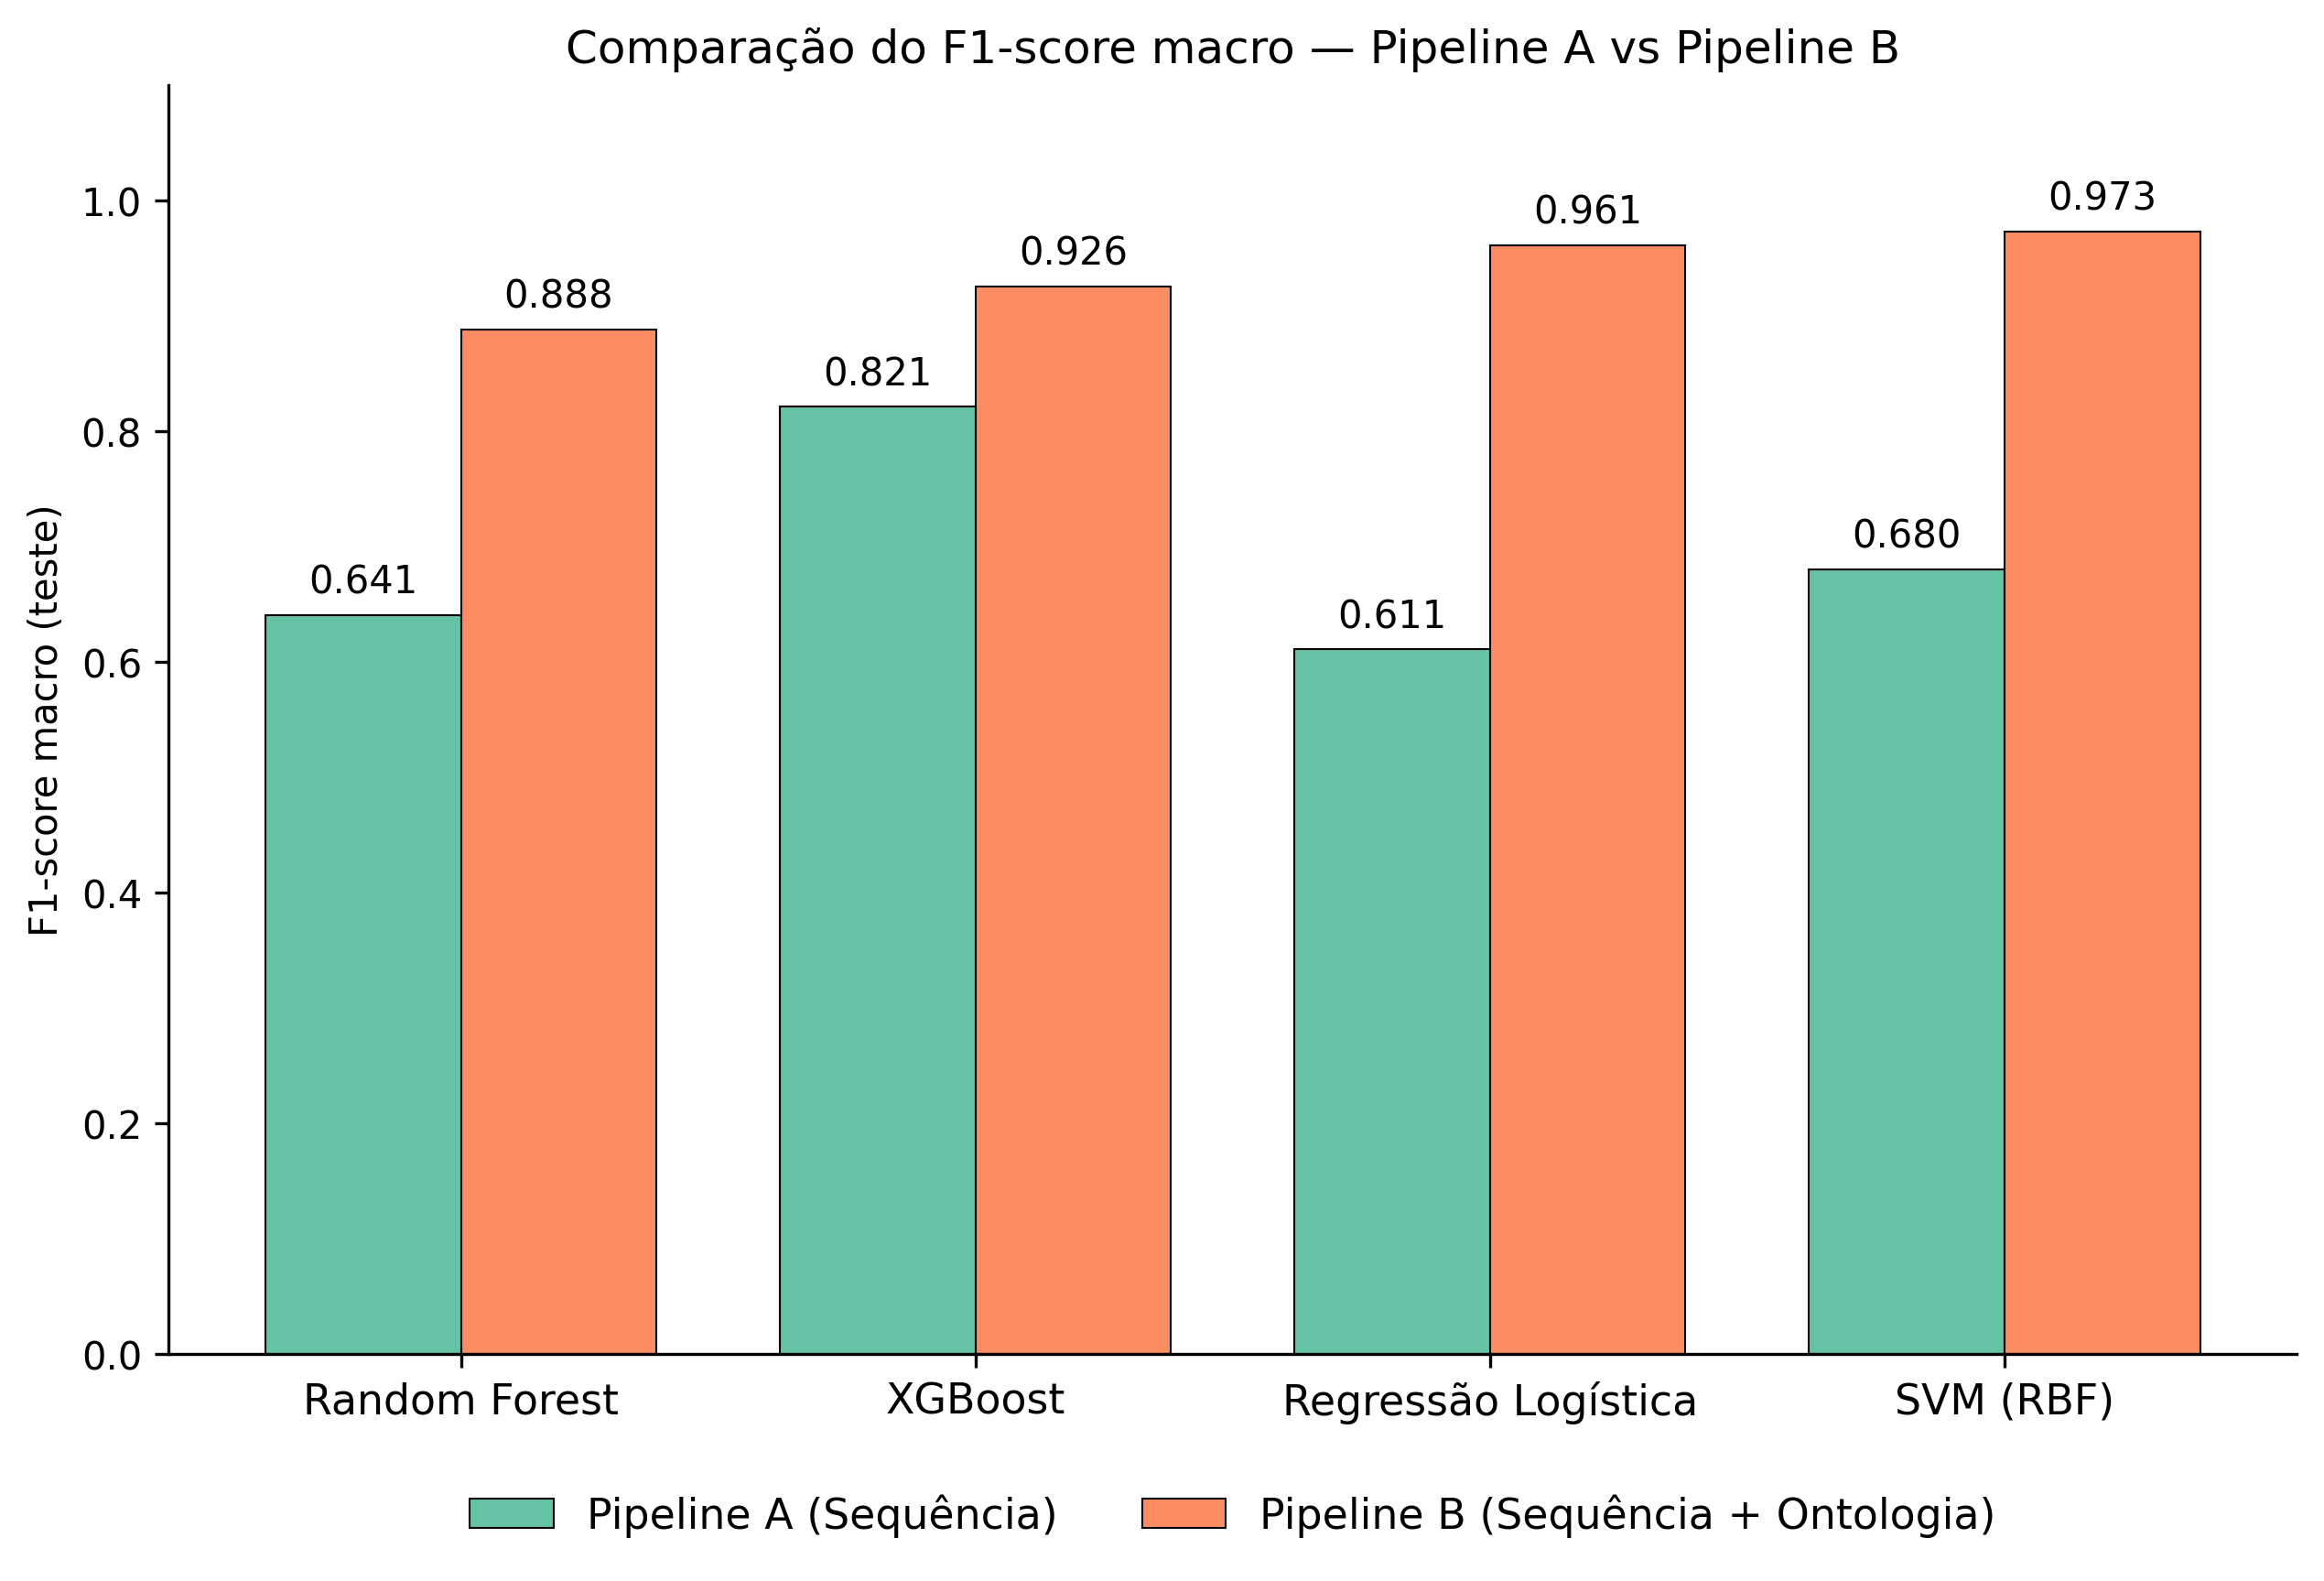 Comparação do F1-score macro — Pipeline A vs Pipeline B
F1-score macro (teste)
1.0
0.8
0.6
0.4
0.2
0.0
0.641
0.888
0.821
0.926
0.611
0.961
0.680
0.973
Random Forest
XGBoost
Regressão Logística
SVM (RBF)
Pipeline A (Sequência)
Pipeline B (Sequência + Ontologia)